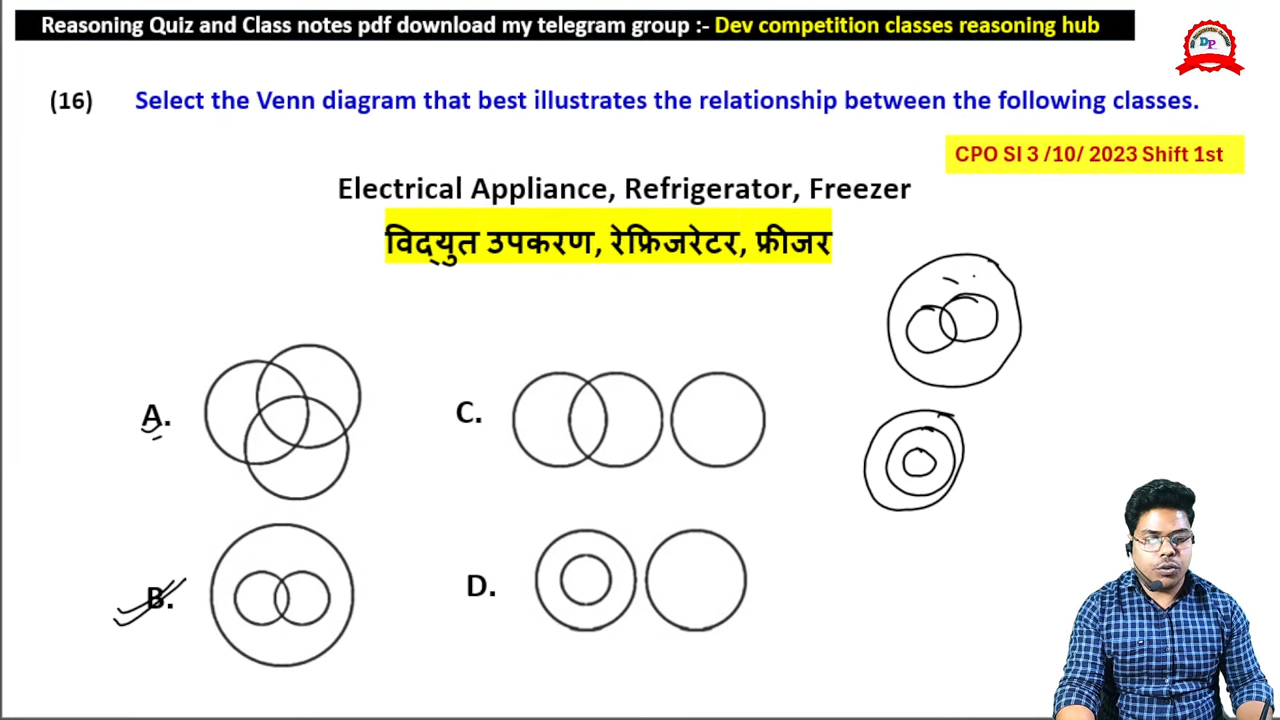 Reasoning Quiz and Class notes pdf download my telegram group :- Dev competition classes reasoning hub
DP
(16) Select the Venn diagram that best illustrates the relationship between the following classes.
CPO SI 3 /10/ 2023 Shift 1st
Electrical Appliance, Refrigerator, Freezer
विद्युत उपकरण, रेफ्रिजरेटर, फ्रीजर
A.
C.
B.
D.